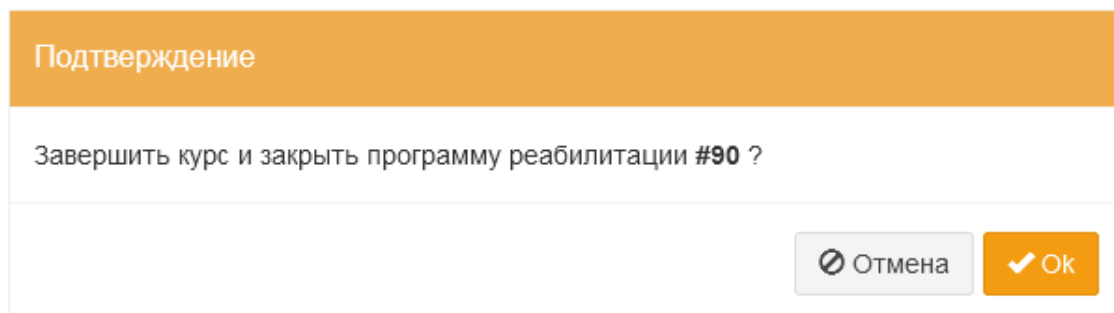 Подтверждение
Завершить курс и закрыть программу реабилитации #90 ?
Отмена
Ok